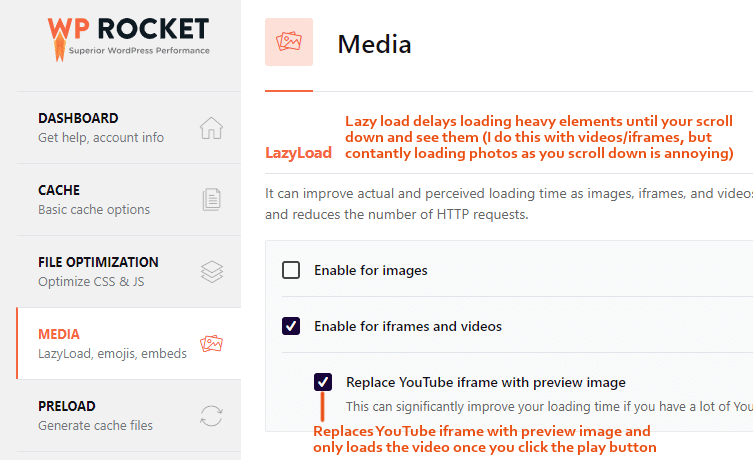 WP ROCKET
Superior WordPress Performance
DASHBOARD
Get help, account info
CACHE
Basic cache options
FILE OPTIMIZATION
Optimize CSS & JS
MEDIA
LazyLoad, emojis, embeds
PRELOAD
Generate cache files
Media
Lazy load delays loading heavy elements until your scroll
down and see them (I do this with videos/iframes, but
contantly loading photos as you scroll down is annoying)
LazyLoad
It can improve actual and perceived loading time as images, iframes, and videos
and reduces the number of HTTP requests.
Enable for images
Enable for iframes and videos
Replace YouTube iframe with preview image
This can significantly improve your loading time if you have a lot of You
Replaces YouTube iframe with preview image and
only loads the video once you click the play button